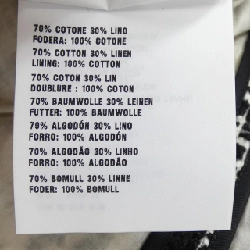 70% COTONE 30% LINO
FODERA: 100% COTONE
70% COTTON 30% LINEN
LINING: 100% COTTON
70% COTON 30% LIN
DOUBLURE : 100% COTON
70% BAUMWOLLE 30% LEINEN
FUTTER: 100% BAUMWOLLE
70% ALGODÓN 30% LINO
FORRO: 100% ALGODÓN
70% ALGODÃO 30% LINHO
FORRO: 100% ALGODÃO
70% BOMULL 30% LINNE
FODER: 100% BOMULL